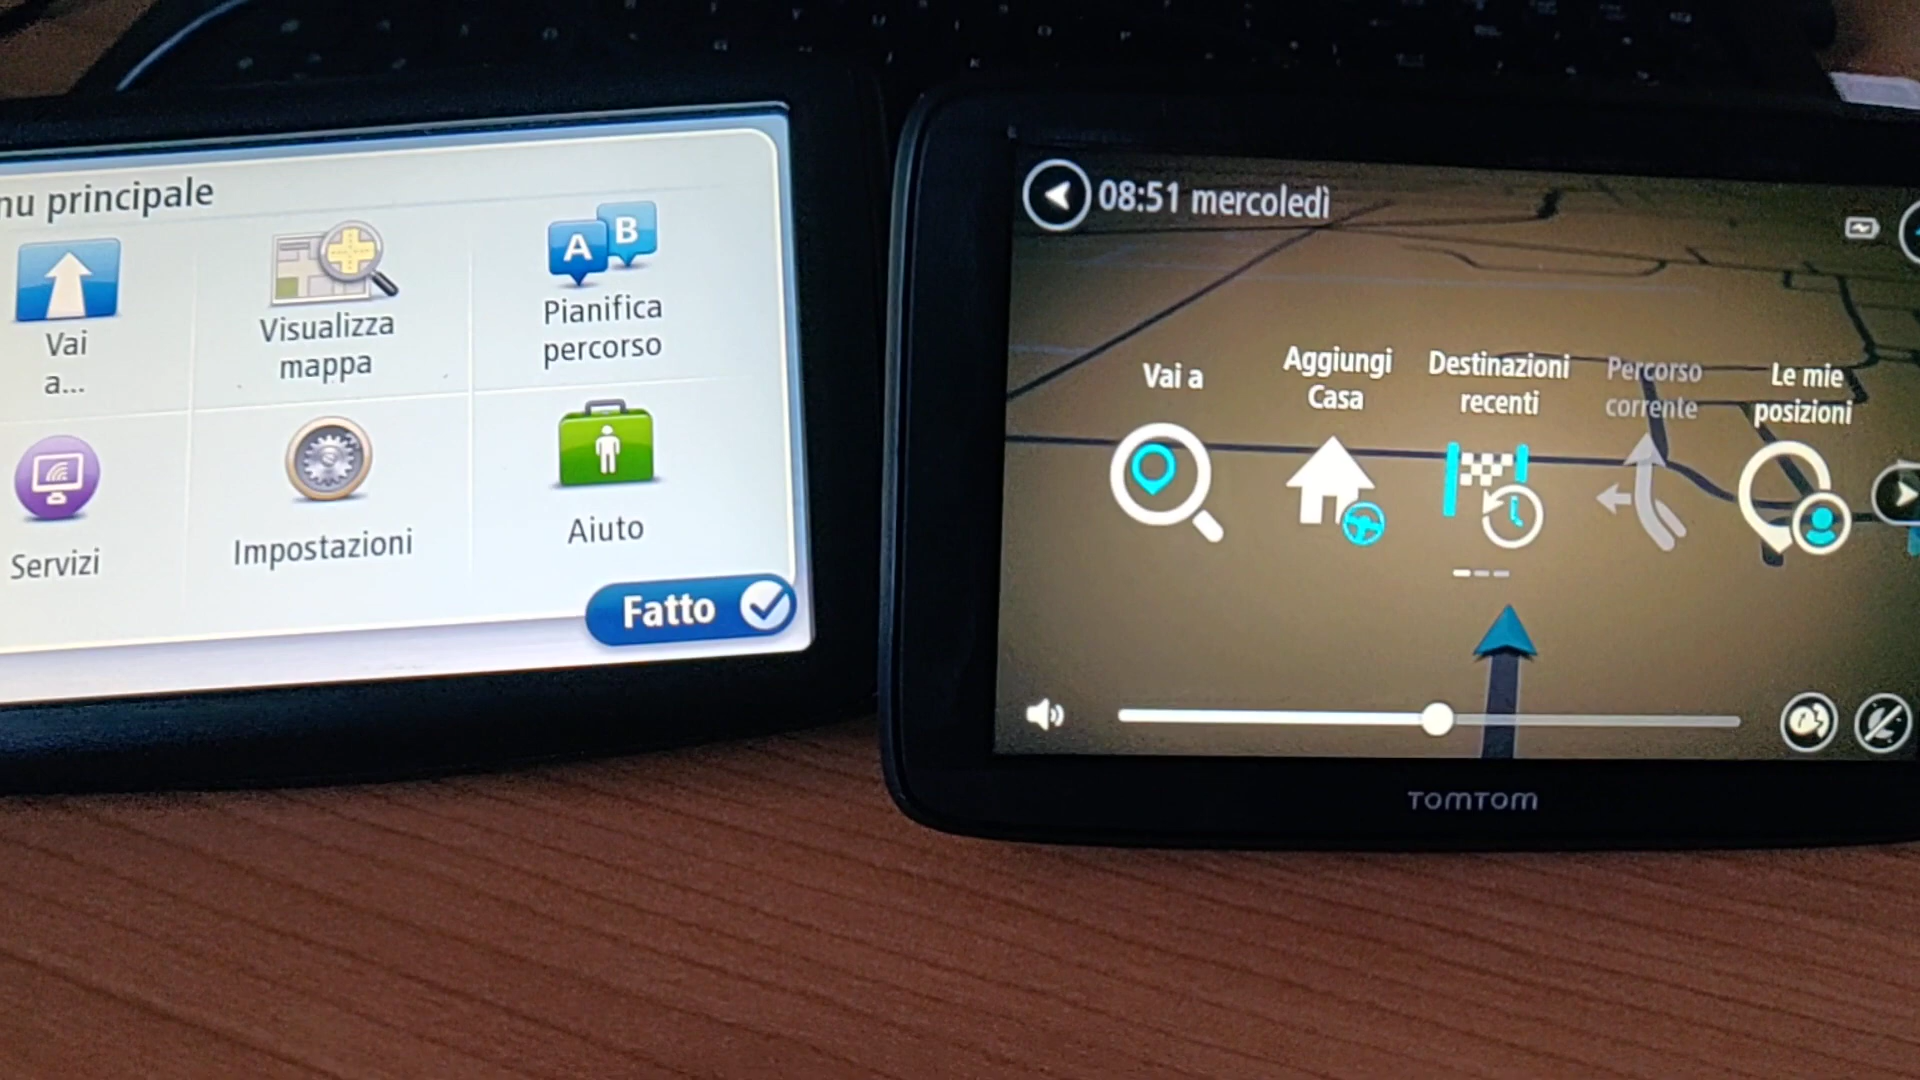 nu principale
Vai
a...
Visualizza
mappa
A B
Pianifica
percorso
Servizi
Impostazioni
Aiuto
Fatto
08:51 mercoledì
Vai a
Aggiungi
Casa
Destinazioni
recenti
Percorso
corrente
Le mie
posizioni
TOMTOM